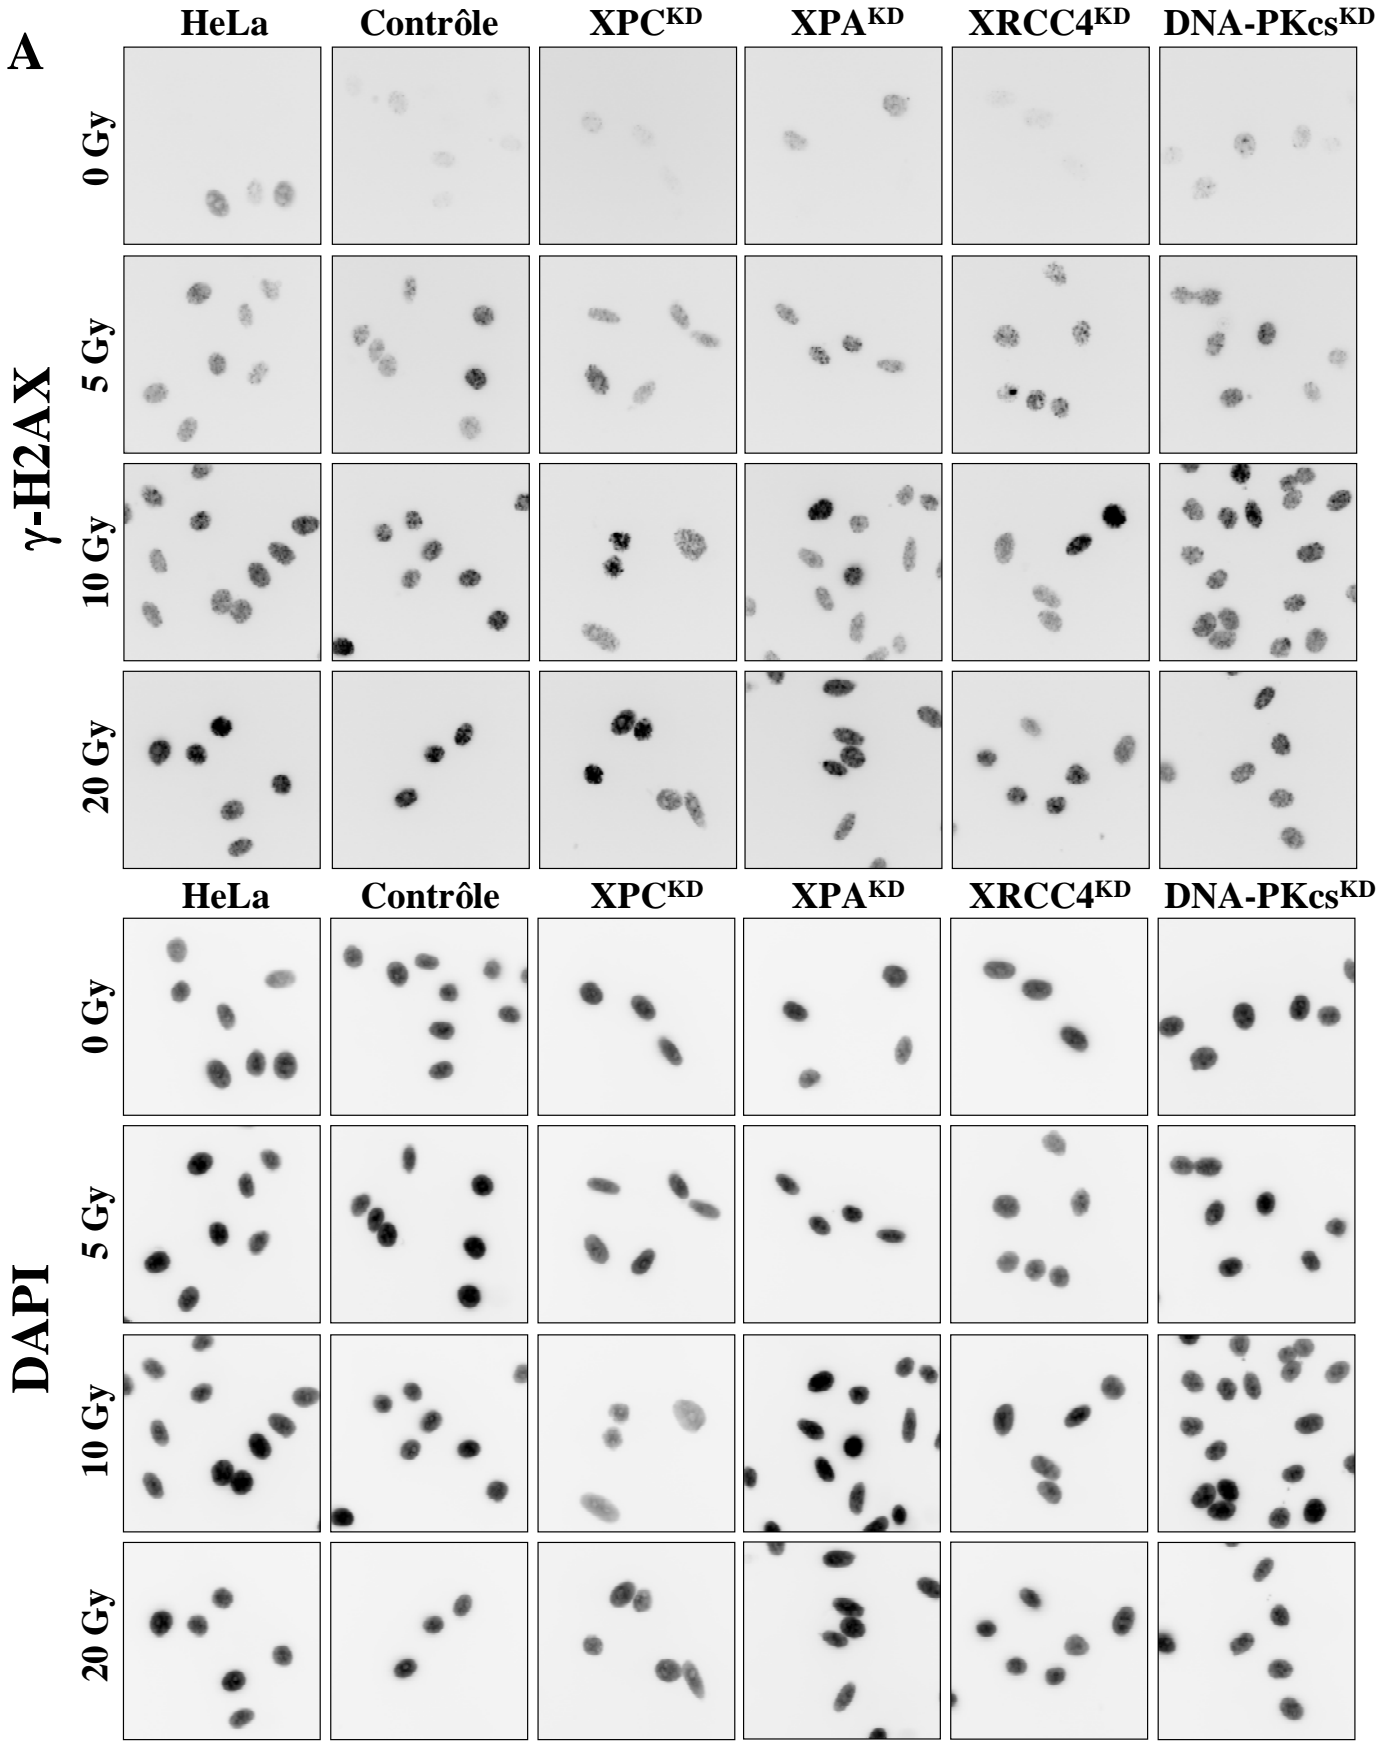 A
HeLa Contrôle XPCKD XPAKD XRCC4KD DNA-PKcsKD
γ-H2AX
0 Gy
5 Gy
10 Gy
20 Gy
HeLa Contrôle XPCKD XPAKD XRCC4KD DNA-PKcsKD
DAPI
0 Gy
5 Gy
10 Gy
20 Gy